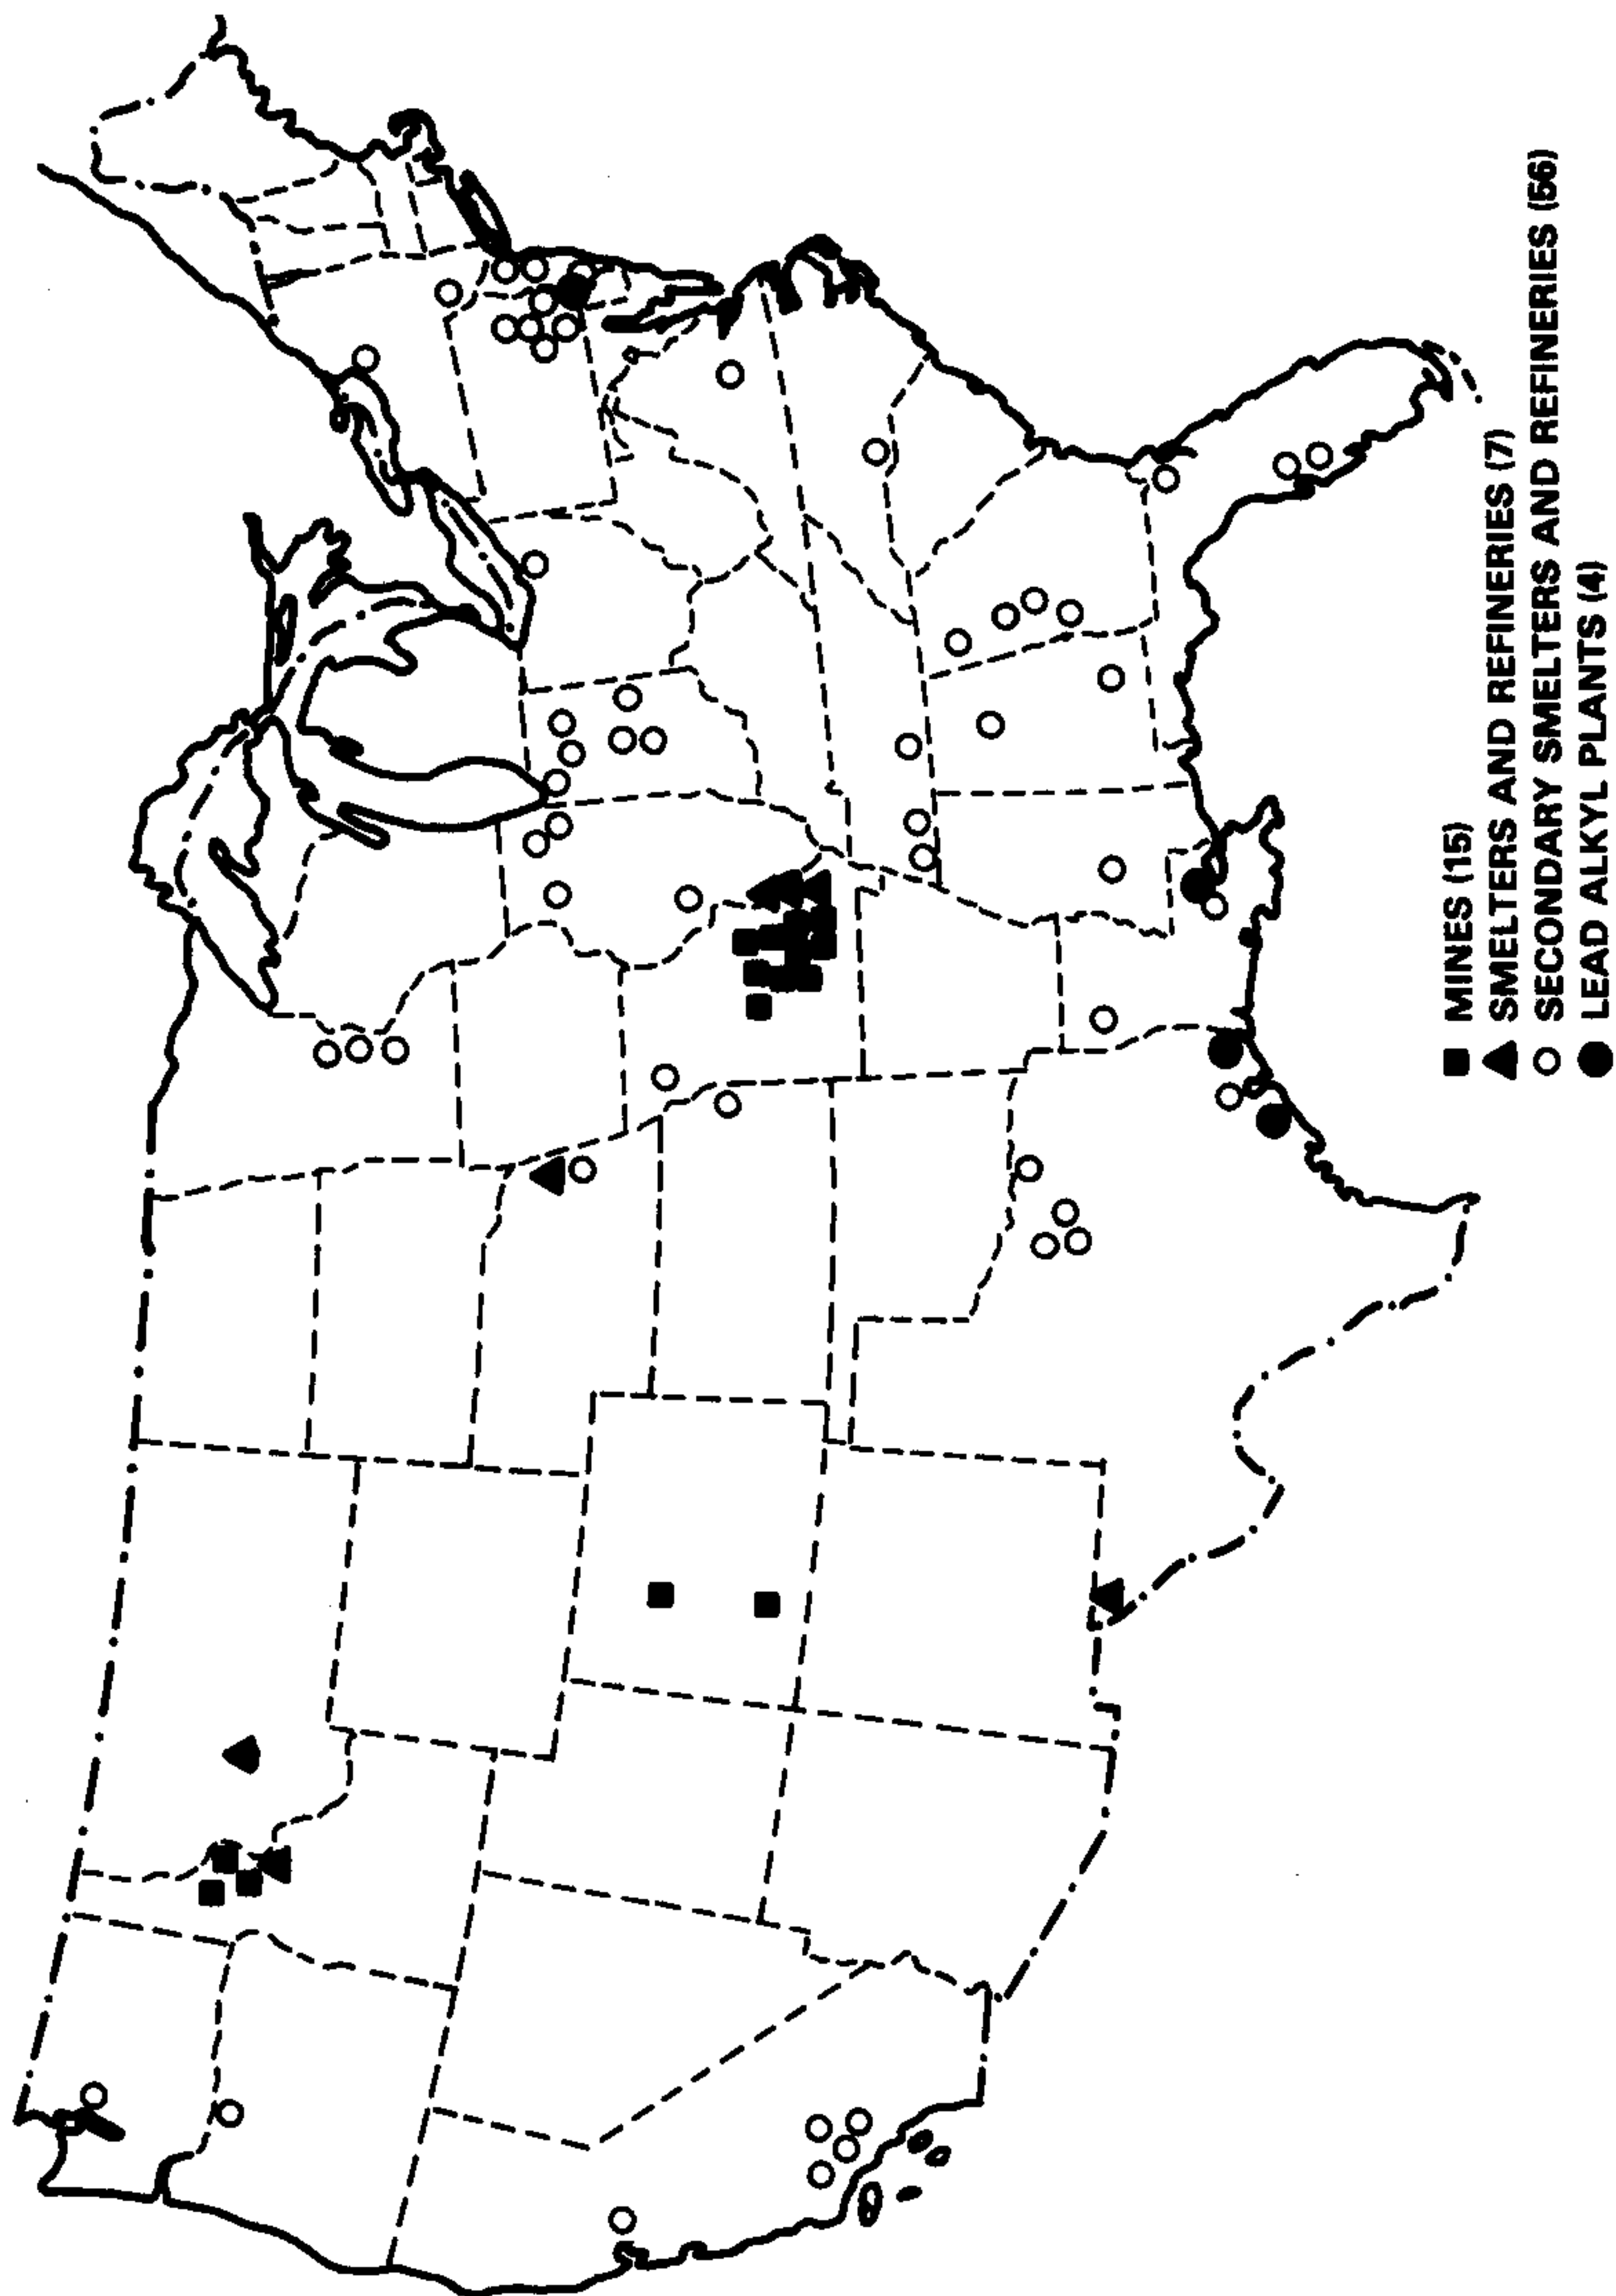 MINES (15)
SMELTERS AND REFINERIES (7)
SECONDARY SMELTERS AND REFINERIES (56)
LEAD ALKYL PLANTS (4)